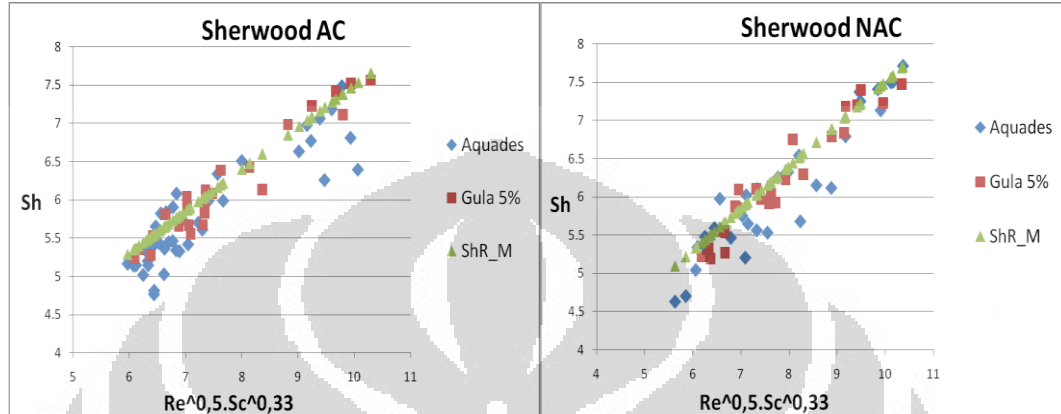 Sherwood AC
8
7.5
7
6.5
6
5.5
5
4.5
4
Sh
5 6 7 8 9 10 11
Re^0,5.Sc^0,33
Aquades
Gula 5%
ShR_M
Sherwood NAC
8
7.5
7
6.5
6
5.5
5
4.5
4
Sh
4 5 6 7 8 9 10 11
Re^0,5.Sc^0,33
Aquades
Gula 5%
ShR_M